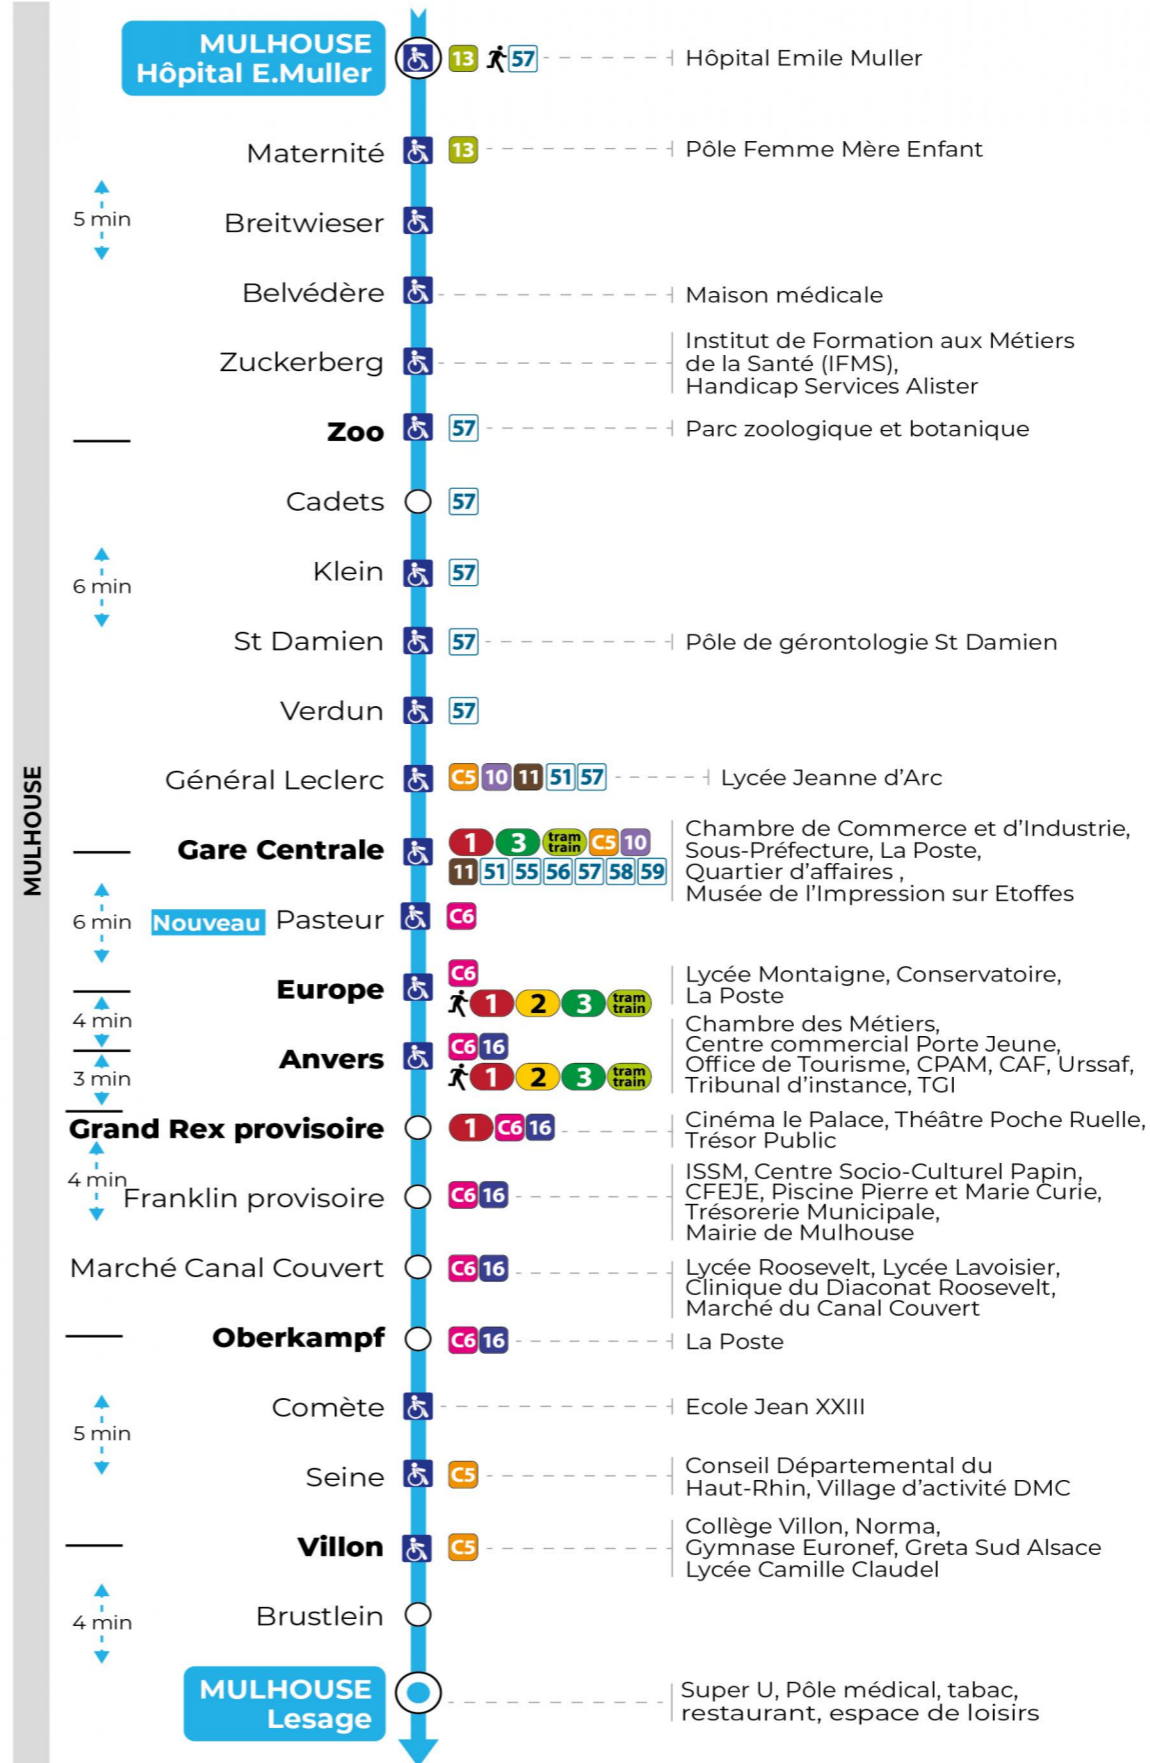 MULHOUSE
MULHOUSE
Hôpital E.Muller
13 57
Hôpital Emile Muller
Maternité
13
Pôle Femme Mère Enfant
5 min
Breitwieser
Belvédère
Maison médicale
Zuckerberg
Institut de Formation aux Métiers
de la Santé (IFMS),
Handicap Services Alister
Zoo
57
Parc zoologique et botanique
Cadets
57
6 min
Klein
57
St Damien
57
Pôle de gérontologie St Damien
Verdun
57
Général Leclerc
C5 10 11 51 57
Lycée Jeanne d’Arc
Gare Centrale
1 3 tram train C5 10
11 51 55 56 57 58 59
Chambre de Commerce et d’Industrie,
Sous-Préfecture, La Poste,
Quartier d’affaires ,
Musée de l’Impression sur Etoffes
6 min
Nouveau Pasteur
C6
Europe
C6
1 2 3 tram train
Lycée Montaigne, Conservatoire,
La Poste
4 min
Anvers
C6 16
1 2 3 tram train
Chambre des Métiers,
Centre commercial Porte Jeune,
Office de Tourisme, CPAM, CAF, Urssaf,
Tribunal d’instance, TGI
3 min
Grand Rex provisoire
1 C6 16
Cinéma le Palace, Théâtre Poche Ruelle,
Trésor Public
4 min
Franklin provisoire
C6 16
ISSM, Centre Socio-Culturel Papin,
CFEJE, Piscine Pierre et Marie Curie,
Trésorerie Municipale,
Mairie de Mulhouse
Marché Canal Couvert
C6 16
Lycée Roosevelt, Lycée Lavoisier,
Clinique du Diaconat Roosevelt,
Marché du Canal Couvert
Oberkampf
C6 16
La Poste
Comète
Ecole Jean XXIII
5 min
Seine
C5
Conseil Départemental du
Haut-Rhin, Village d’activité DMC
Villon
C5
Collège Villon, Norma,
Gymnase Euronef, Greta Sud Alsace
Lycée Camille Claudel
4 min
Brustlein
MULHOUSE
Lesage
Super U, Pôle médical, tabac,
restaurant, espace de loisirs